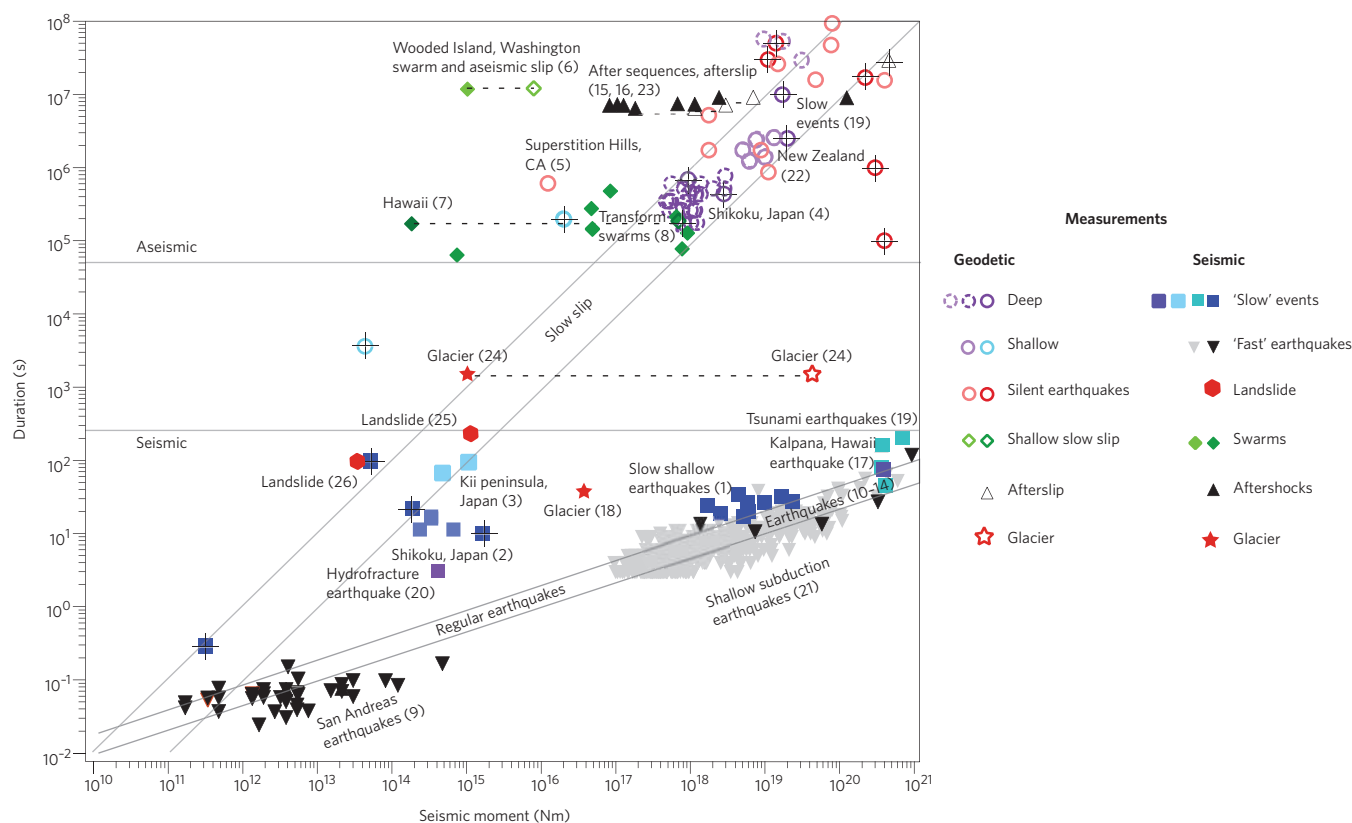 10⁸
10⁷
10⁶
10⁵
10⁴
10³
10²
10¹
10⁰
10⁻¹
10⁻²
Duration (s)
Wooded Island, Washington
swarm and aseismic slip (6)
After sequences, afterslip
(15, 16, 23)
Slow
events (19)
Superstition Hills,
CA (5)
New Zealand
(22)
Hawaii (7)
Transform
swarms (8)
Shikoku, Japan (4)
Aseismic
Slow slip
Glacier (24)
Glacier (24)
Landslide (25)
Tsunami earthquakes (19)
Seismic
Kalpana, Hawaii
earthquake (17)
Landslide (26)
Slow shallow
earthquakes (1)
Kii peninsula,
Japan (3)
Glacier (18)
Earthquakes (10–14)
Shikoku, Japan (2)
Hydrofracture
earthquake (20)
Shallow subduction
earthquakes (21)
Regular earthquakes
San Andreas
earthquakes (9)
10¹⁰ 10¹¹ 10¹² 10¹³ 10¹⁴ 10¹⁵ 10¹⁶ 10¹⁷ 10¹⁸ 10¹⁹ 10²⁰ 10²¹
Seismic moment (Nm)
Measurements
Geodetic Seismic
Deep ‘Slow’ events
Shallow ‘Fast’ earthquakes
Silent earthquakes Landslide
Shallow slow slip Swarms
Afterslip Aftershocks
Glacier Glacier